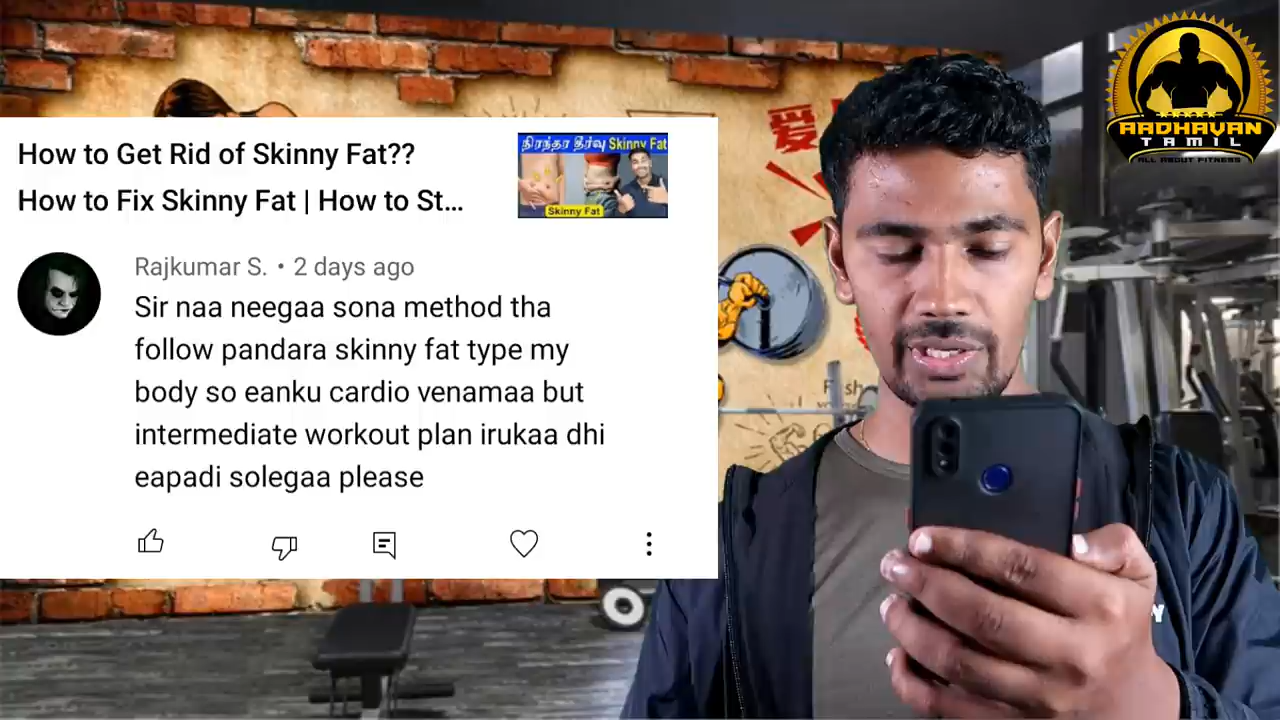 How to Get Rid of Skinny Fat??
How to Fix Skinny Fat | How to St...
நிரந்தர தீர்வு Skinny Fat
Skinny Fat
Rajkumar S. • 2 days ago
Sir naa neegaa sona method tha
follow pandara skinny fat type my
body so eanku cardio venamaa but
intermediate workout plan irukaa dhi
eapadi solegaa please
AADHAVAN
TAMIL
ALL ABOUT FITNESS